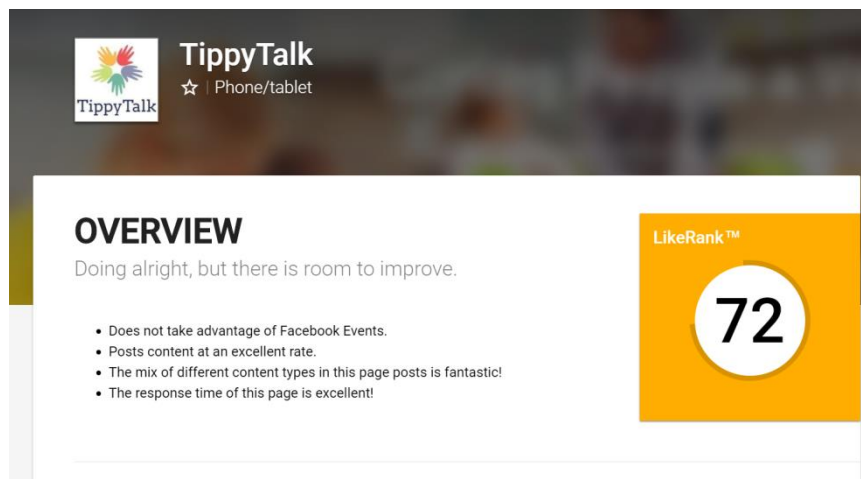 TippyTalk
☆ | Phone/tablet
TippyTalk
OVERVIEW
Doing alright, but there is room to improve.
LikeRank™
72
• Does not take advantage of Facebook Events.
• Posts content at an excellent rate.
• The mix of different content types in this page posts is fantastic!
• The response time of this page is excellent!